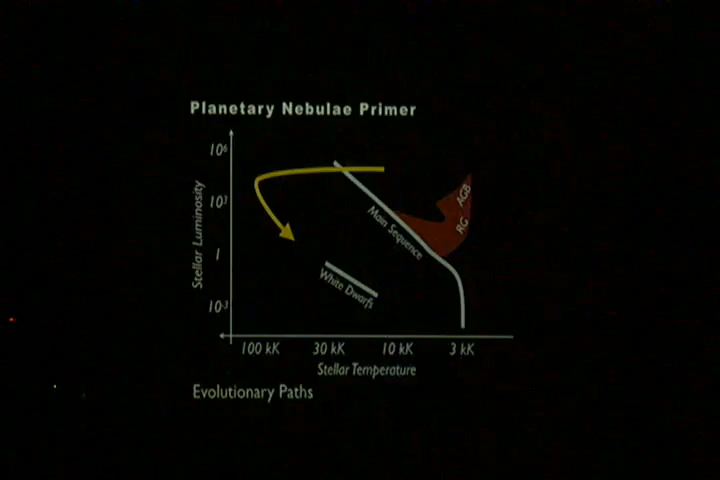 Planetary Nebulae Primer
10⁶
10³
1
10⁻³
Stellar Luminosity
AGB
RG
Main Sequence
White Dwarfs
100 kK 30 kK 10 kK 3 kK
Stellar Temperature
Evolutionary Paths